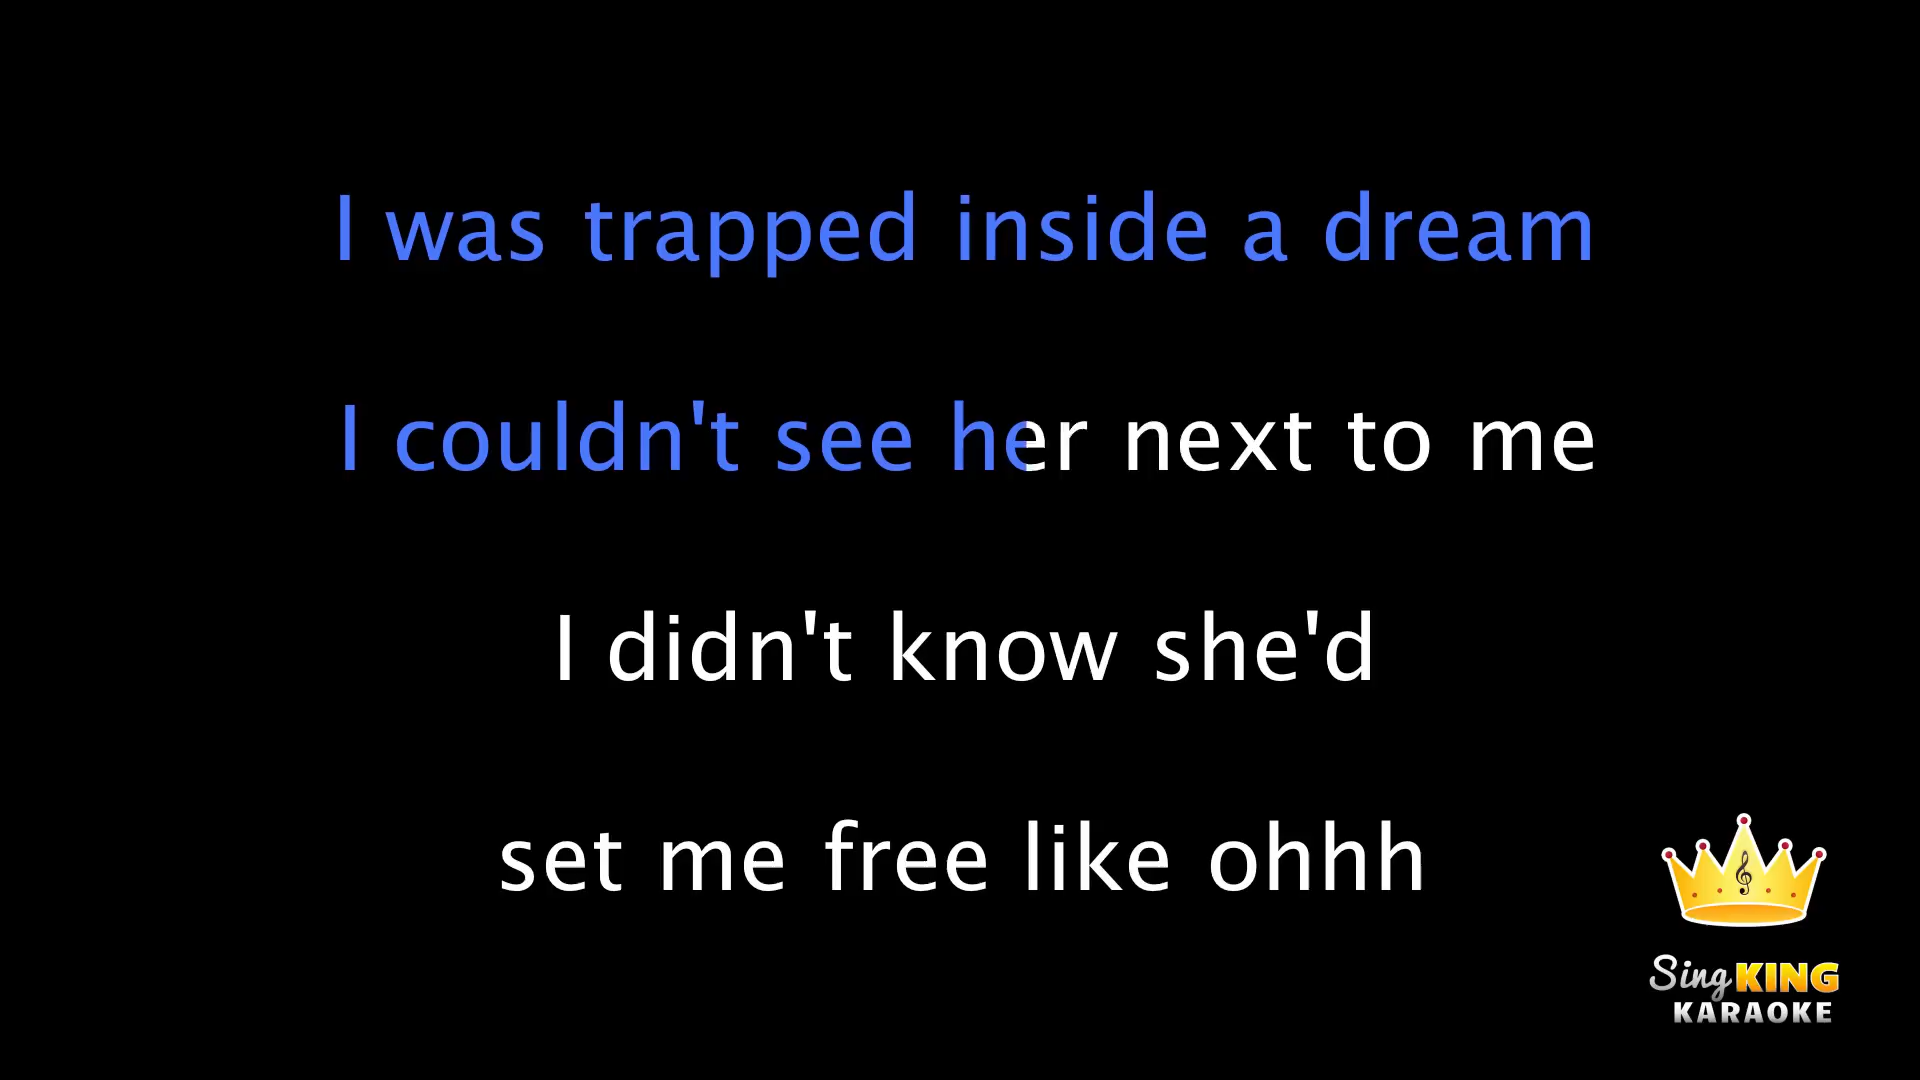 I was trapped inside a dream
I couldn't see her next to me
I didn't know she'd
set me free like ohhh
Sing KING
KARAOKE